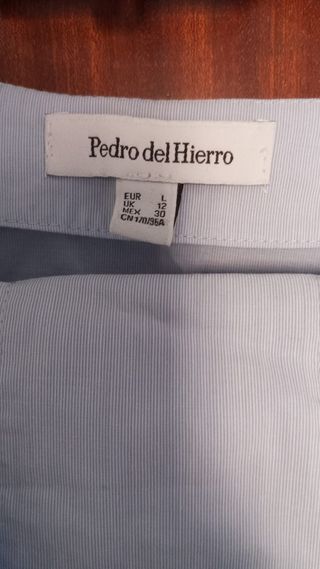 Pedro del Hierro
EUR L
UK 12
MEX 30
CN 170/96A